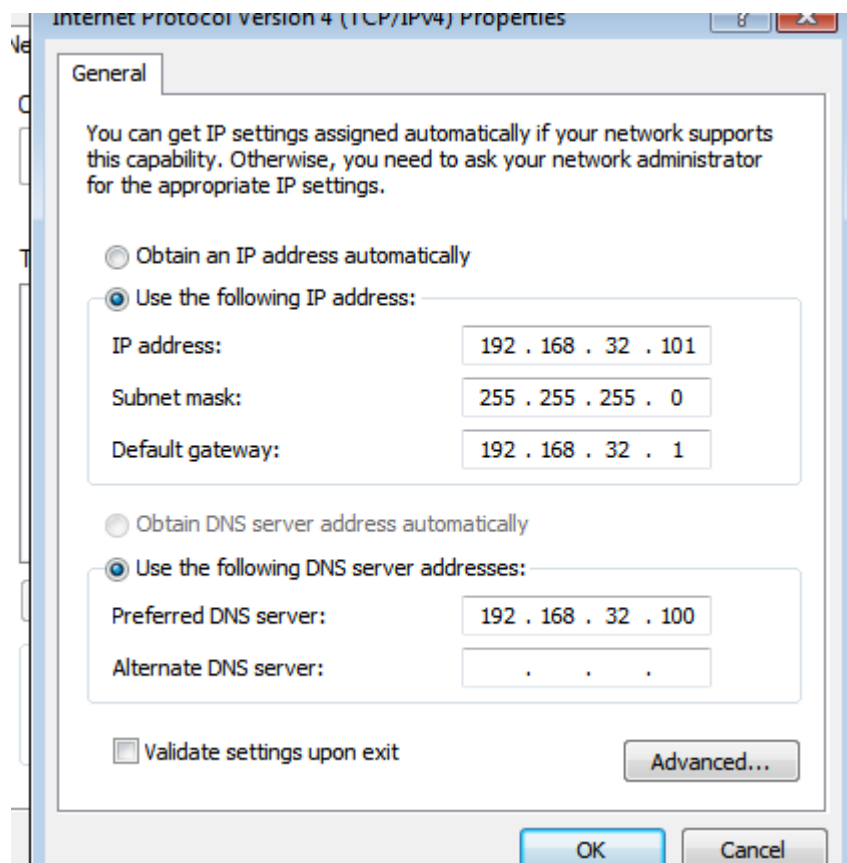 Internet Protocol Version 4 (TCP/IPv4) Properties
General
You can get IP settings assigned automatically if your network supports
this capability. Otherwise, you need to ask your network administrator
for the appropriate IP settings.
Obtain an IP address automatically
Use the following IP address:
IP address: 192 . 168 . 32 . 101
Subnet mask: 255 . 255 . 255 . 0
Default gateway: 192 . 168 . 32 . 1
Obtain DNS server address automatically
Use the following DNS server addresses:
Preferred DNS server: 192 . 168 . 32 . 100
Alternate DNS server: . . .
Validate settings upon exit
Advanced...
OK Cancel